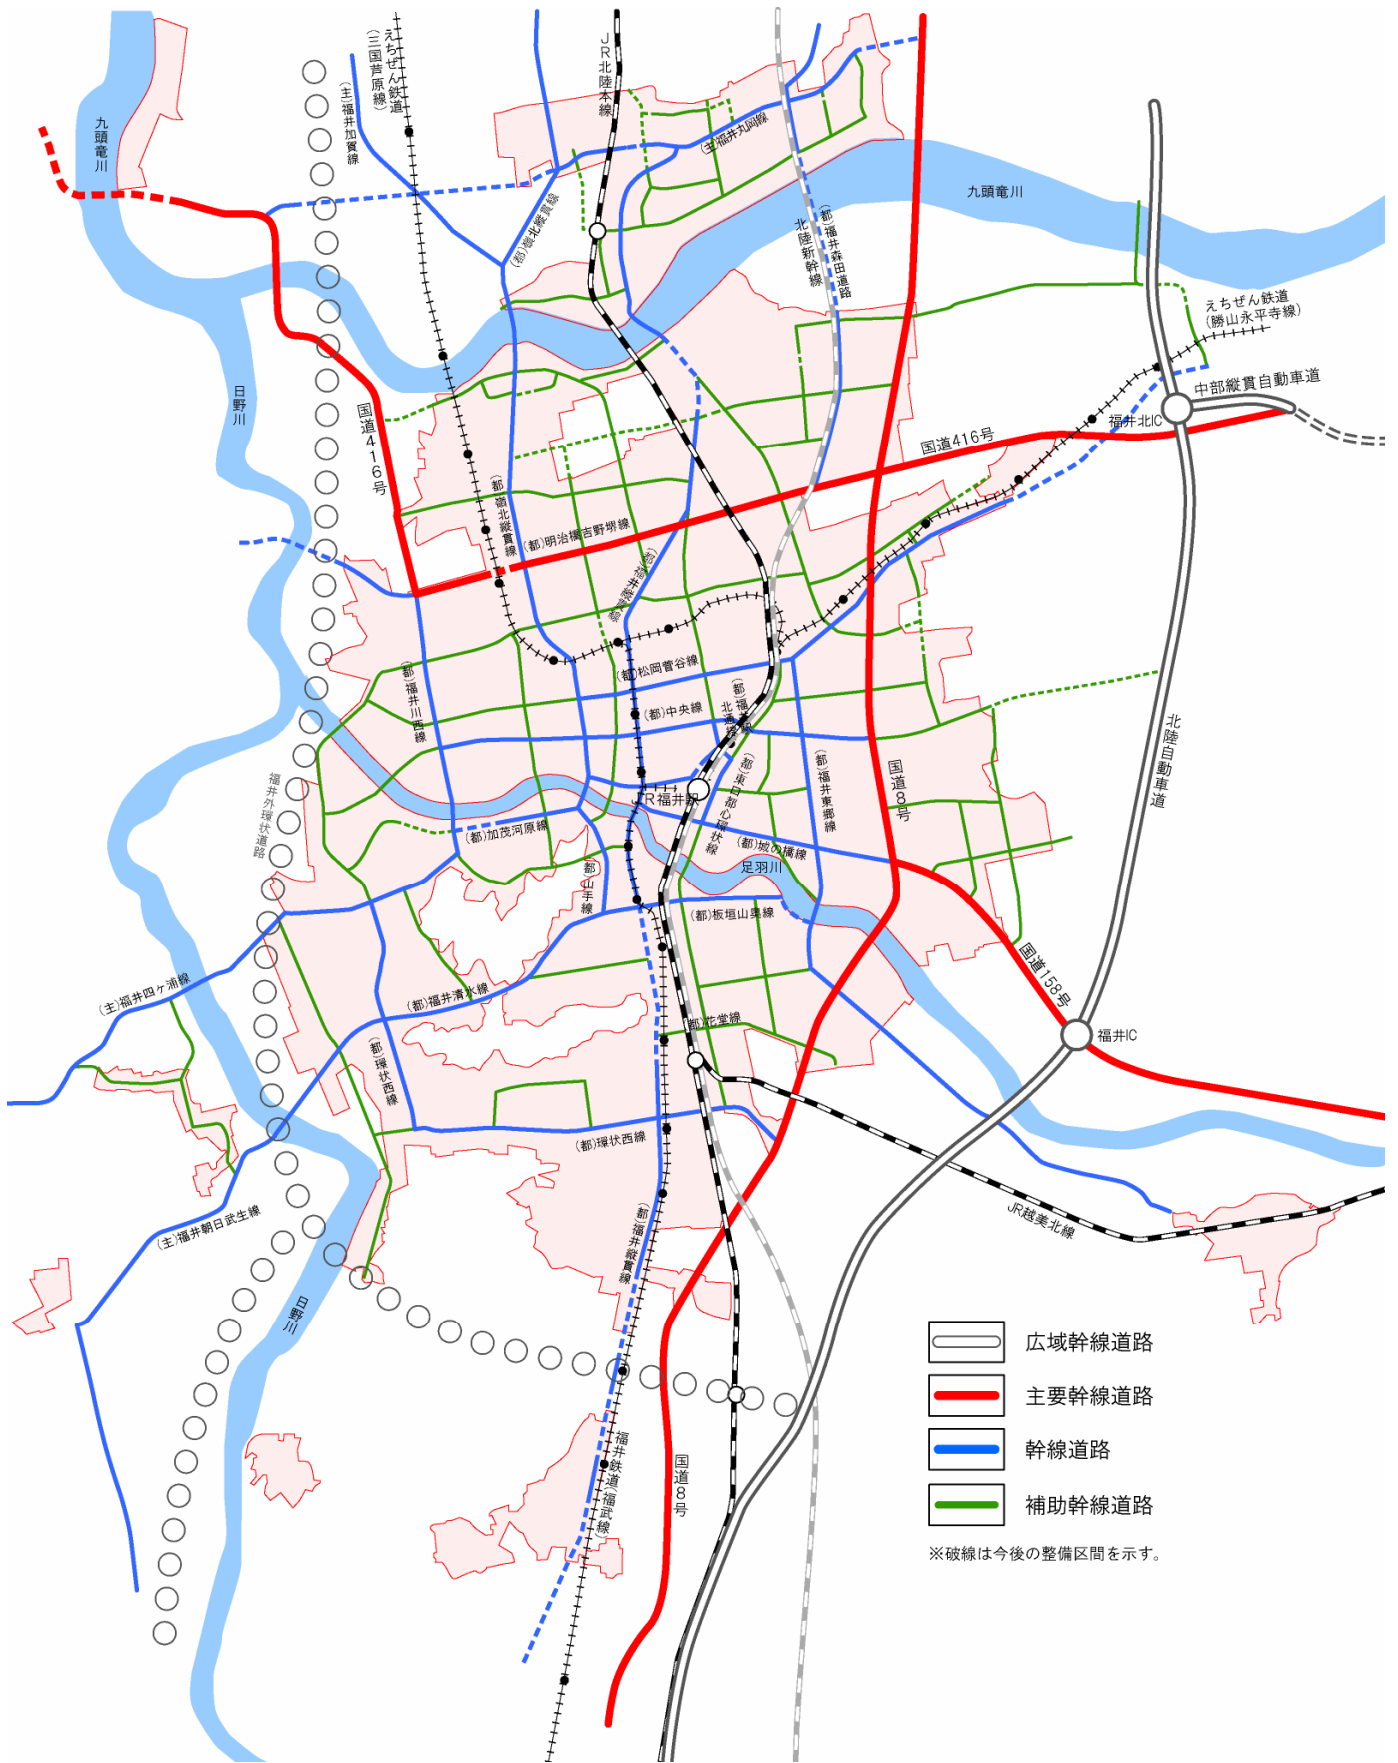 えちぜん鉄道
(三国芦原線)
JR北陸本線
(主)福井加賀線
九頭竜川
(主)福井丸岡線
九頭竜川
(都)嶺北縦貫線
(都)福井森田道路
北陸新幹線
えちぜん鉄道
(勝山永平寺線)
中部縦貫自動車道
福井北IC
日野川
国道416号
国道416号
(都)嶺北縦貫線
(都)明治橋吉野堺線
(都)松岡菅谷線
(都)福井川西線
(都)中央線
北陸自動車道
国道8号
(都)福井東郷線
(都)東口都心環状線
JR福井駅
福井外環状道路
(都)加茂河原線
(都)城の橋線
足羽川
(都)山手線
(都)板垣山奥線
国道158号
(主)福井四ヶ浦線
(都)福井清水線
都)花堂線
福井IC
(都)環状西線
(都)環状西線
(主)福井朝日武生線
(都)福井縦貫線
JR越美北線
日野川
広域幹線道路
主要幹線道路
幹線道路
補助幹線道路
福井鉄道(福武線)
国道8号
※破線は今後の整備区間を示す。